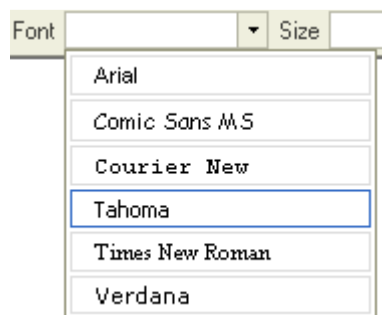 Font Size
Arial
Comic Sans MS
Courier New
Tahoma
Times New Roman
Verdana